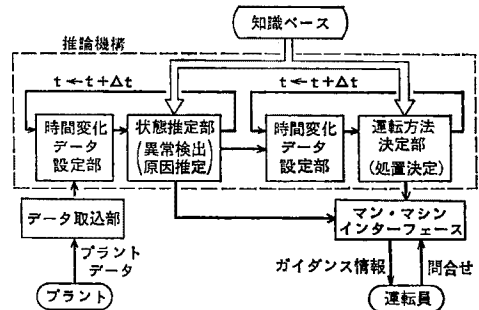 知識ベース
推論機構
t←t+Δt
t←t+Δt
時間変化
データ
設定部
状態推定部
(異常検出
原因推定)
時間変化
データ
設定部
運転方法
決定部
(処置決定)
データ取込部
マン・マシン
インターフェース
プラント
データ
ガイダンス情報
問合せ
プラント
運転員